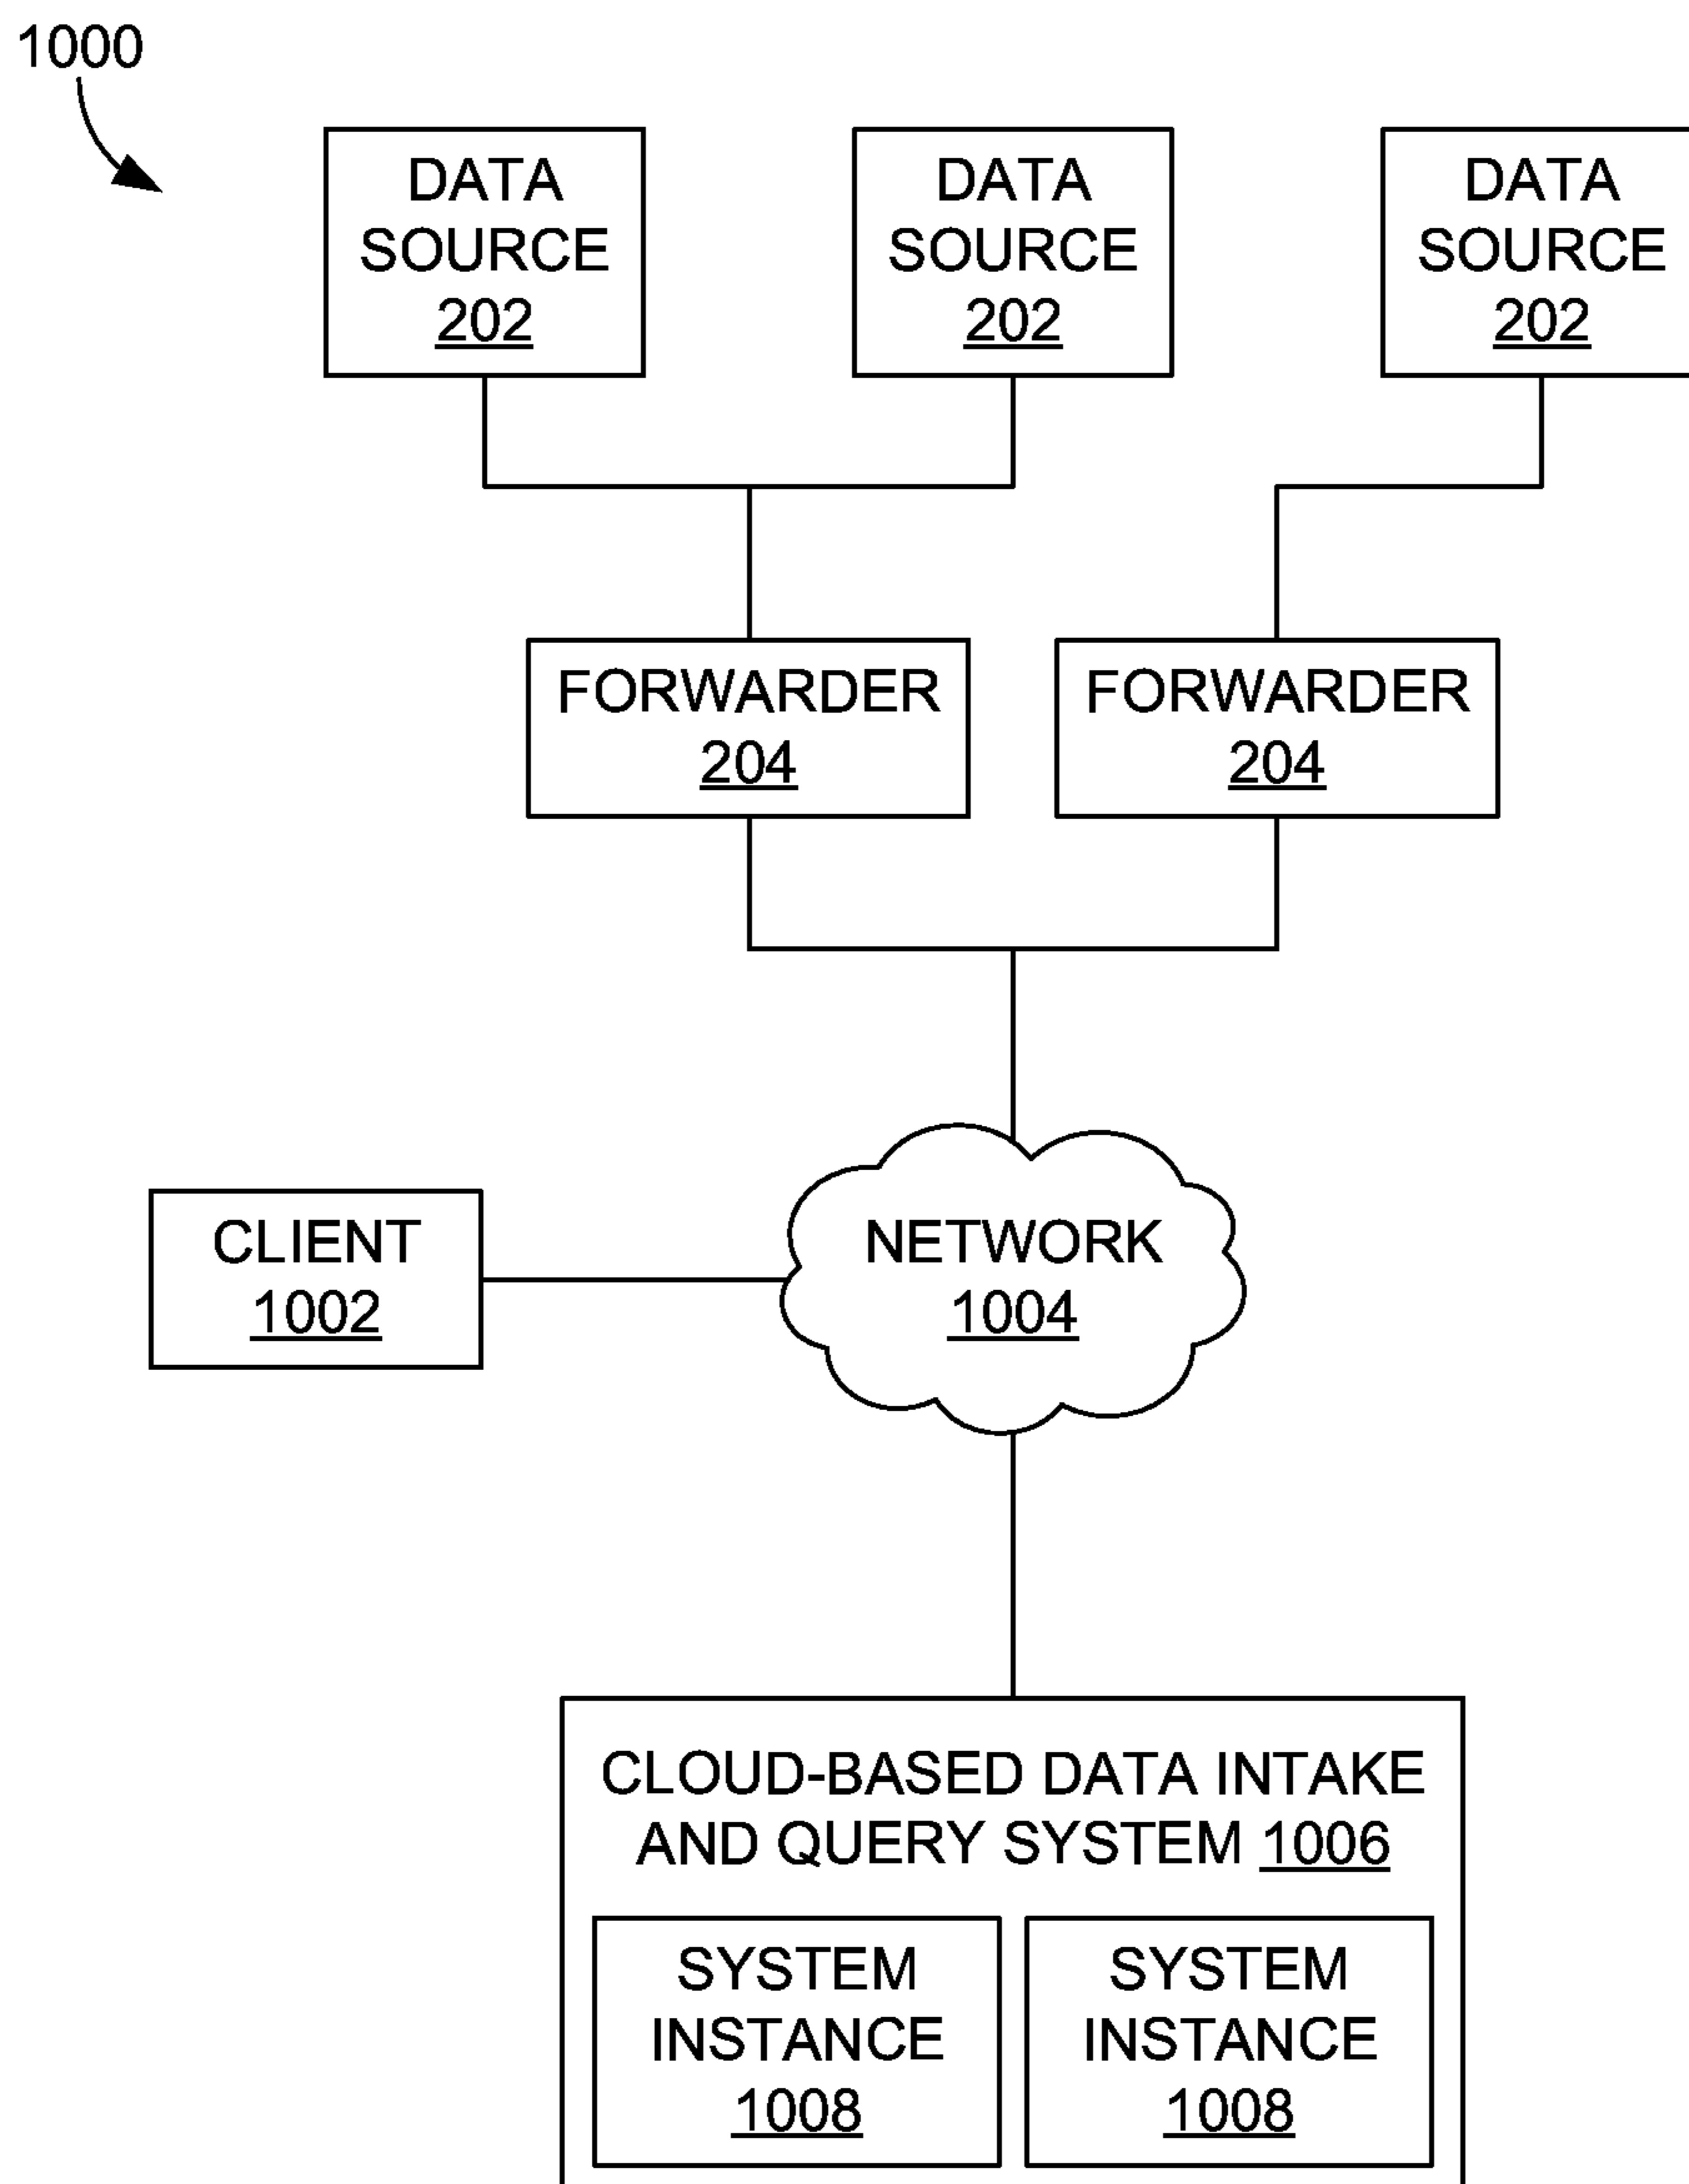 1000
DATA
SOURCE
202
DATA
SOURCE
202
DATA
SOURCE
202
FORWARDER
204
FORWARDER
204
CLIENT
1002
NETWORK
1004
CLOUD-BASED DATA INTAKE
AND QUERY SYSTEM 1006
SYSTEM
INSTANCE
1008
SYSTEM
INSTANCE
1008